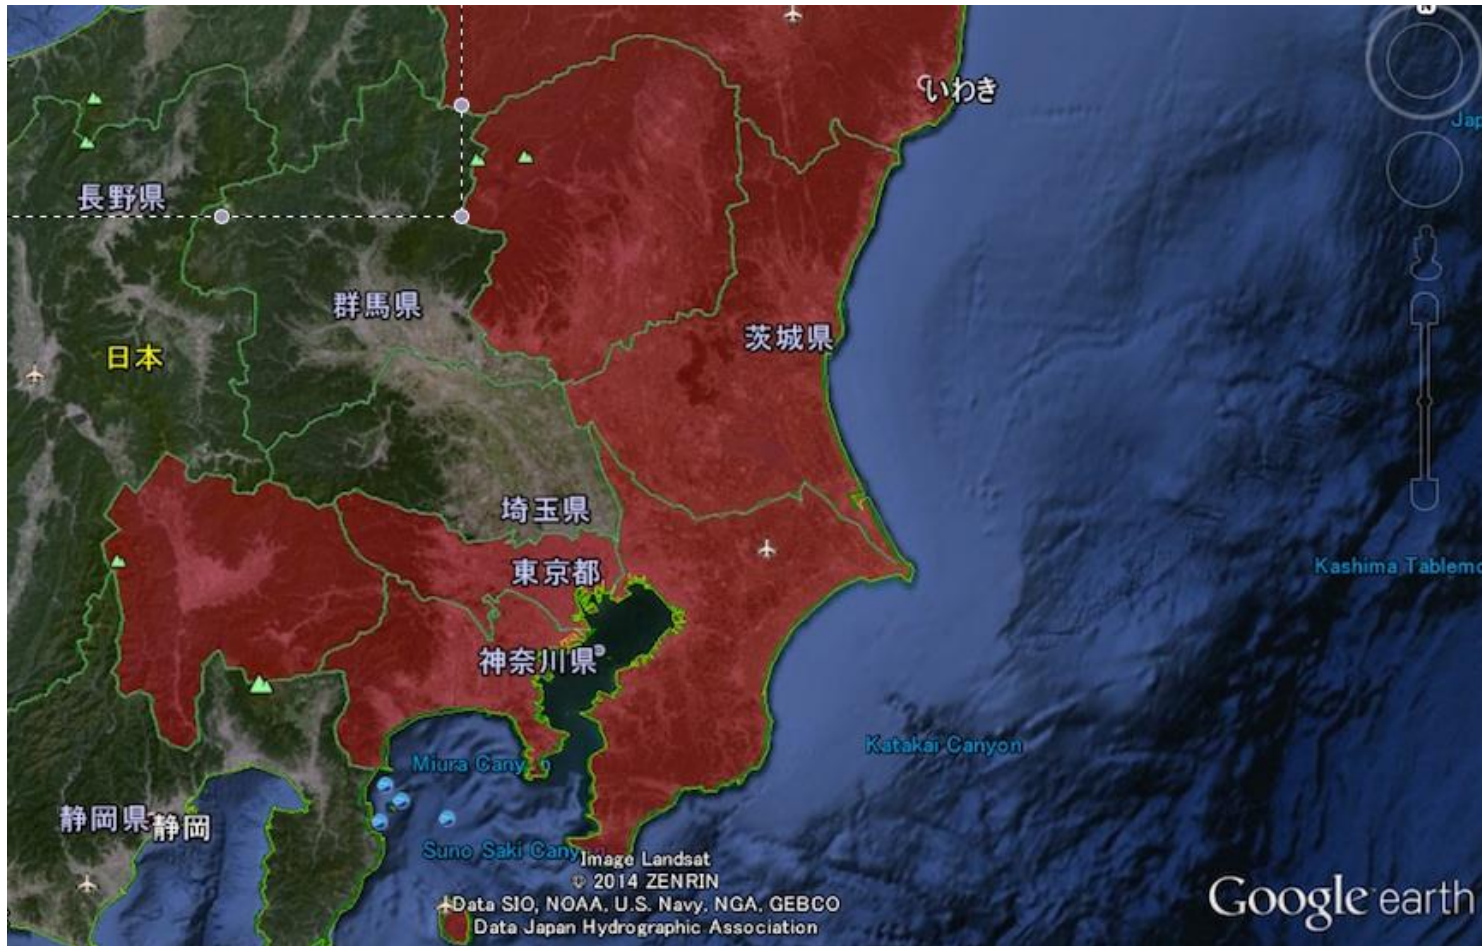 N
いわき
Jap
長野県
群馬県
日本
茨城県
埼玉県
東京都
Kashima Tablemo
神奈川県
Katakai Canyon
Miura Cany n
静岡県
静岡
Suno Saki Cany n
Image Landsat
© 2014 ZENRIN
Data SIO, NOAA, U.S. Navy, NGA, GEBCO
Data Japan Hydrographic Association
Google earth